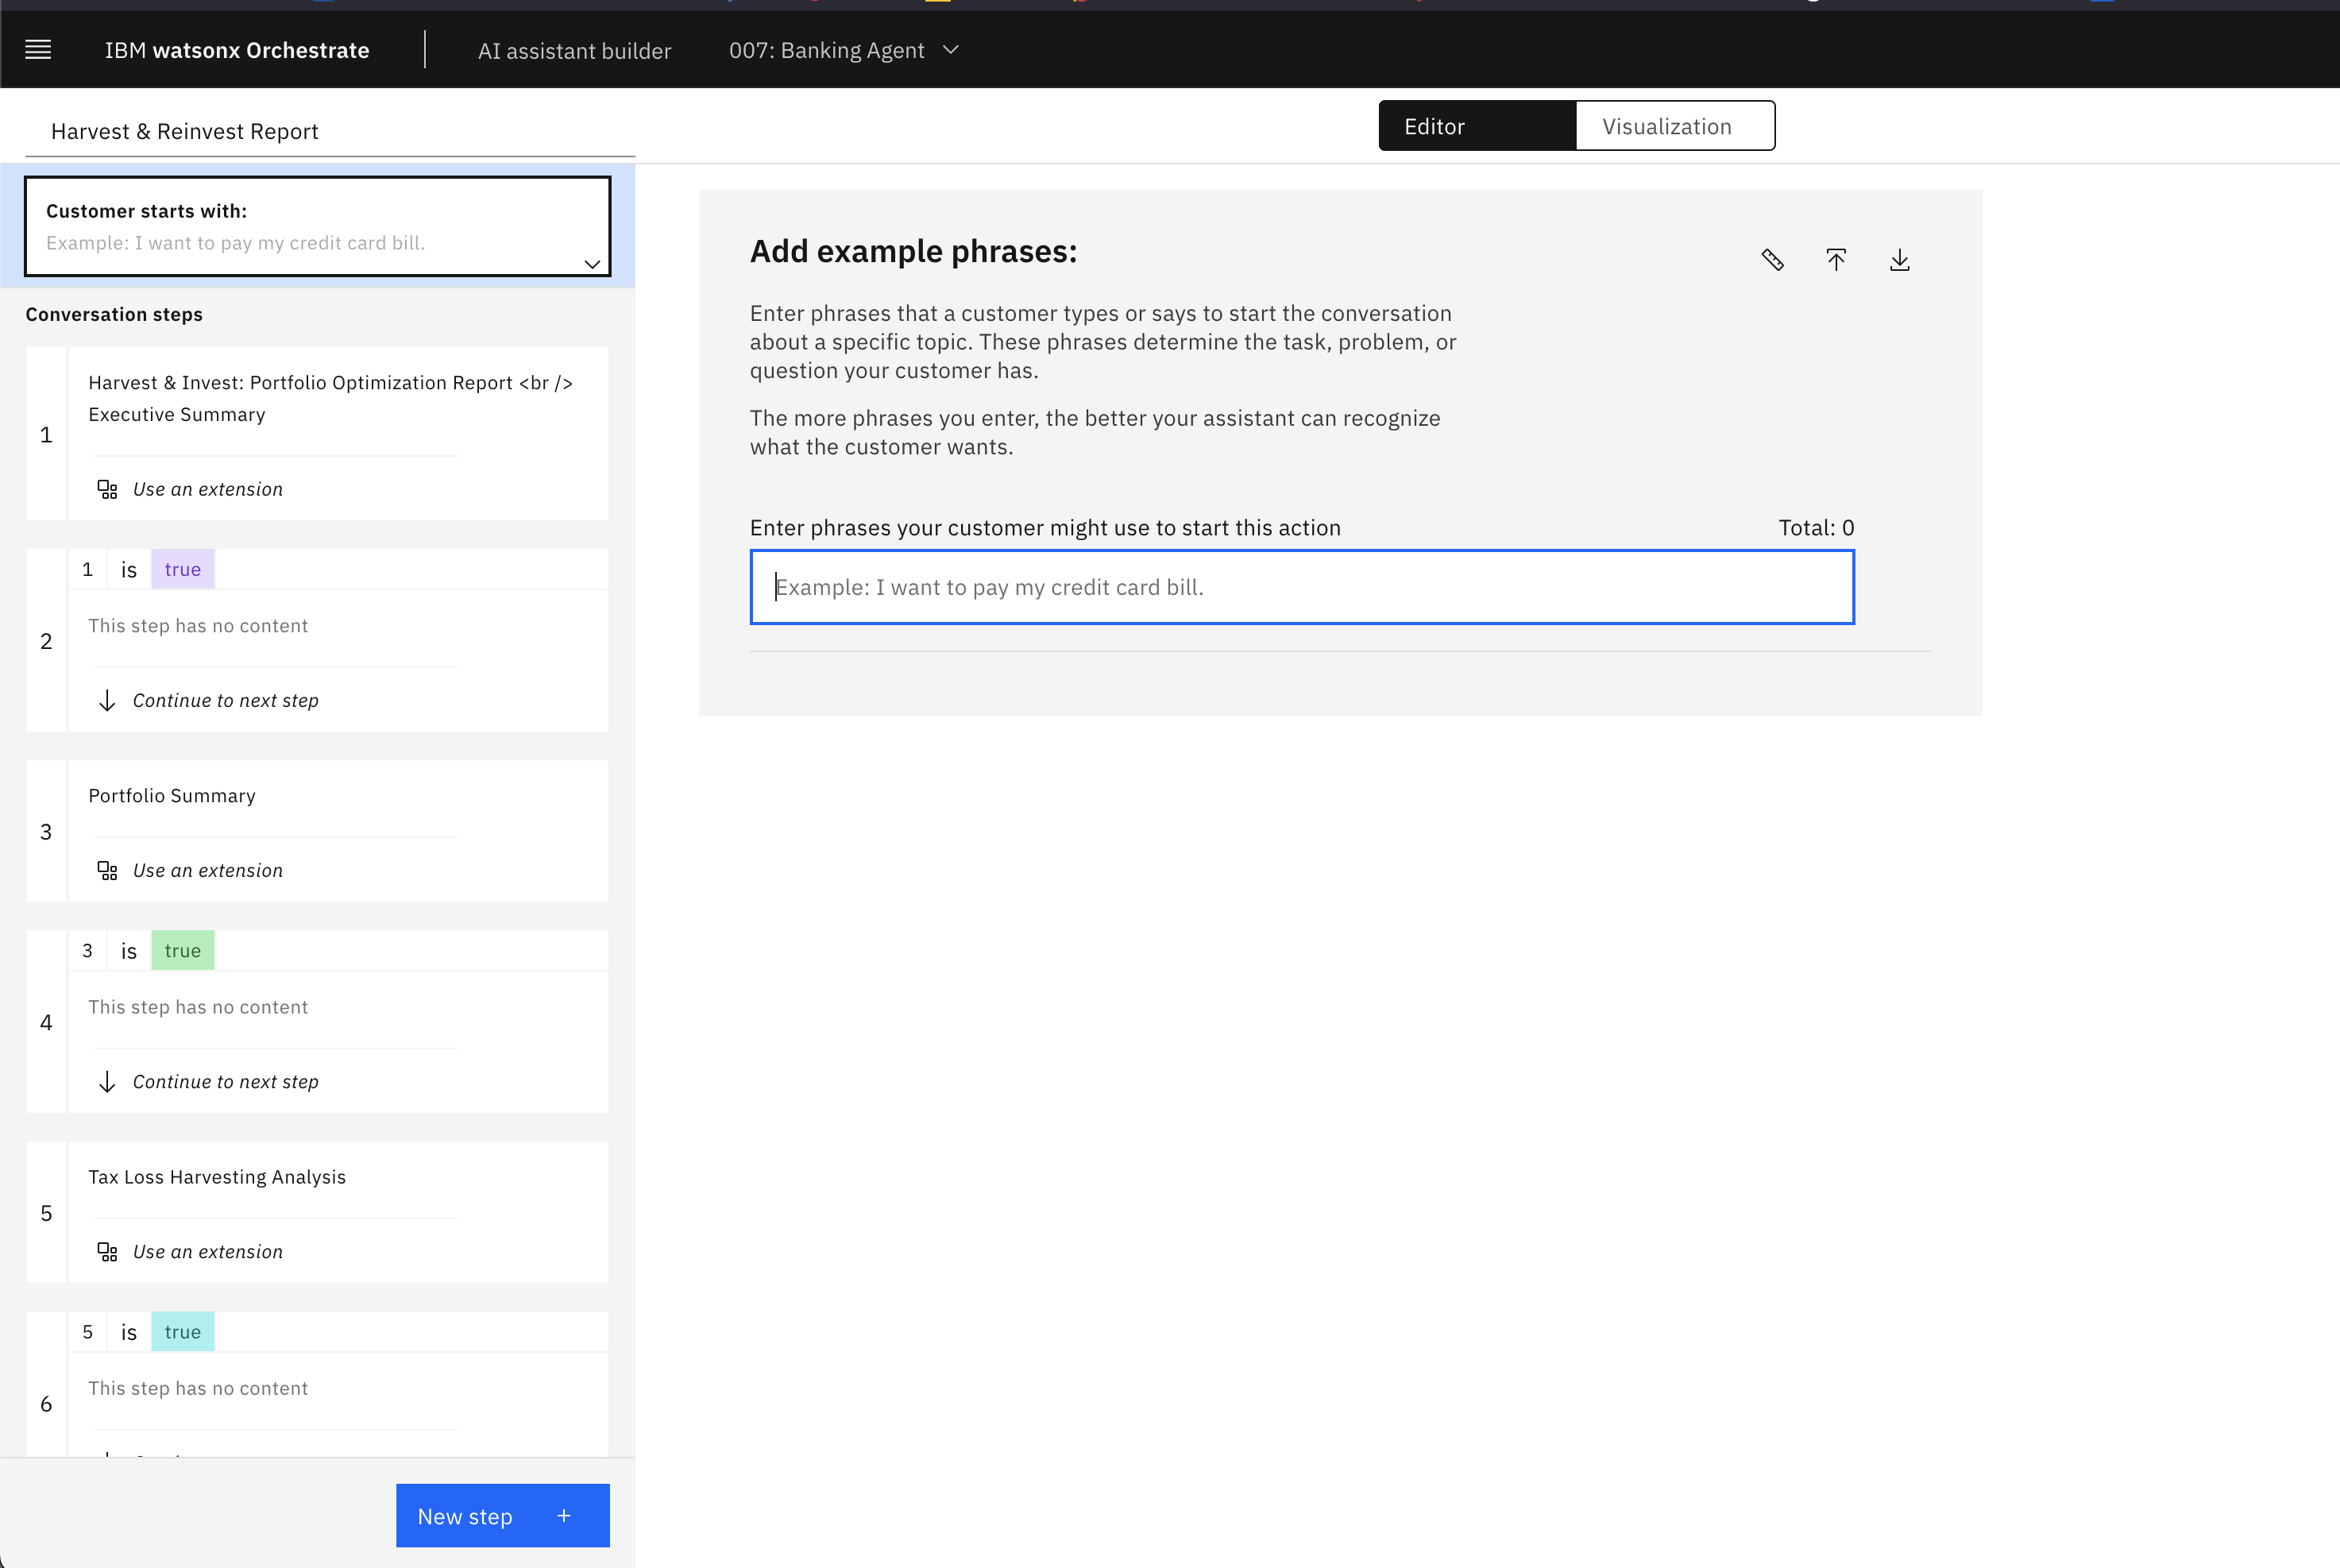 IBM watsonx Orchestrate
AI assistant builder
007: Banking Agent
Harvest & Reinvest Report
Editor
Visualization
Customer starts with:
Example: I want to pay my credit card bill.
Conversation steps
1
Harvest & Invest: Portfolio Optimization Report <br />
Executive Summary
Use an extension
1 is true
2
This step has no content
Continue to next step
3
Portfolio Summary
Use an extension
3 is true
4
This step has no content
Continue to next step
5
Tax Loss Harvesting Analysis
Use an extension
5 is true
6
This step has no content
New step +
Add example phrases:
Enter phrases that a customer types or says to start the conversation
about a specific topic. These phrases determine the task, problem, or
question your customer has.
The more phrases you enter, the better your assistant can recognize
what the customer wants.
Enter phrases your customer might use to start this action
Total: 0
Example: I want to pay my credit card bill.